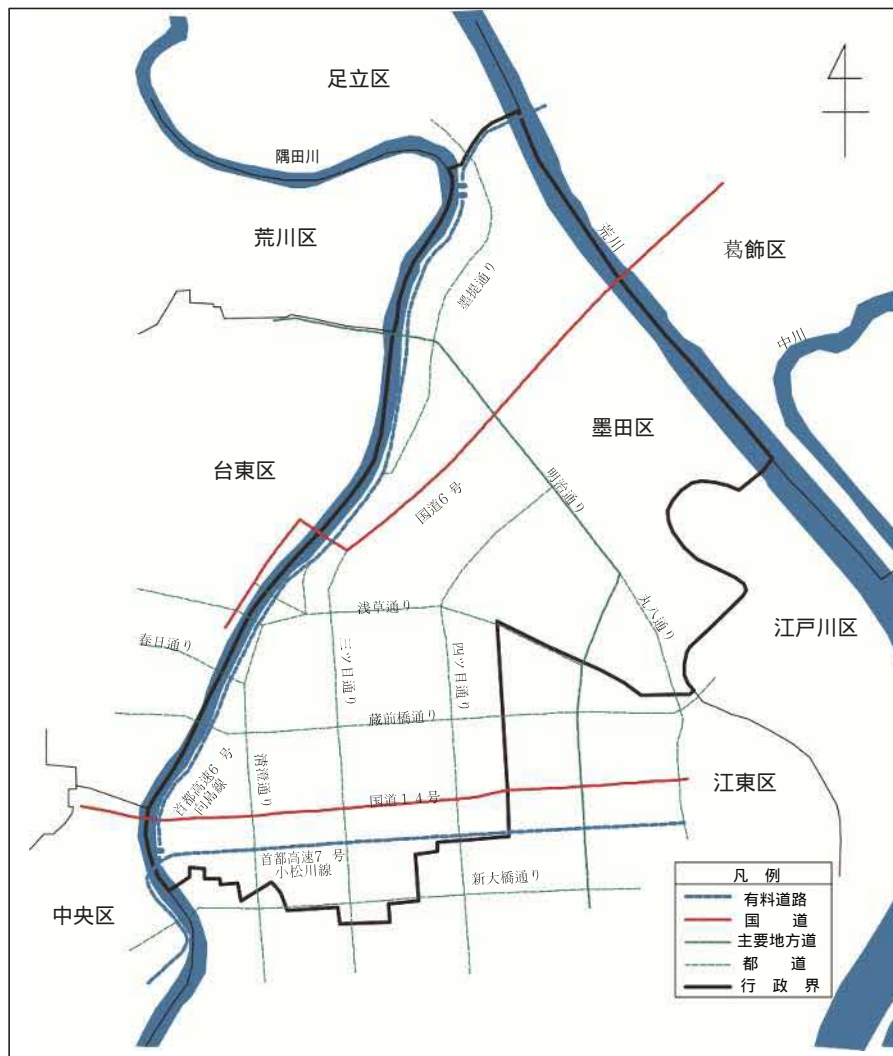 足立区
隅田川
荒川区
荒川
葛飾区
墨提通り
中川
墨田区
台東区
国道6 号
明治通り
浅草通り
丸八通り
江戸川区
春日通り
三ツ目通り
四ツ目通り
蔵前橋通り
首都高速6 号
向島線
清澄通り
国道14号
江東区
首都高速7 号
小松川線
新大橋通り
中央区
凡 例
有料道路
国 道
主要地方道
都 道
行 政 界